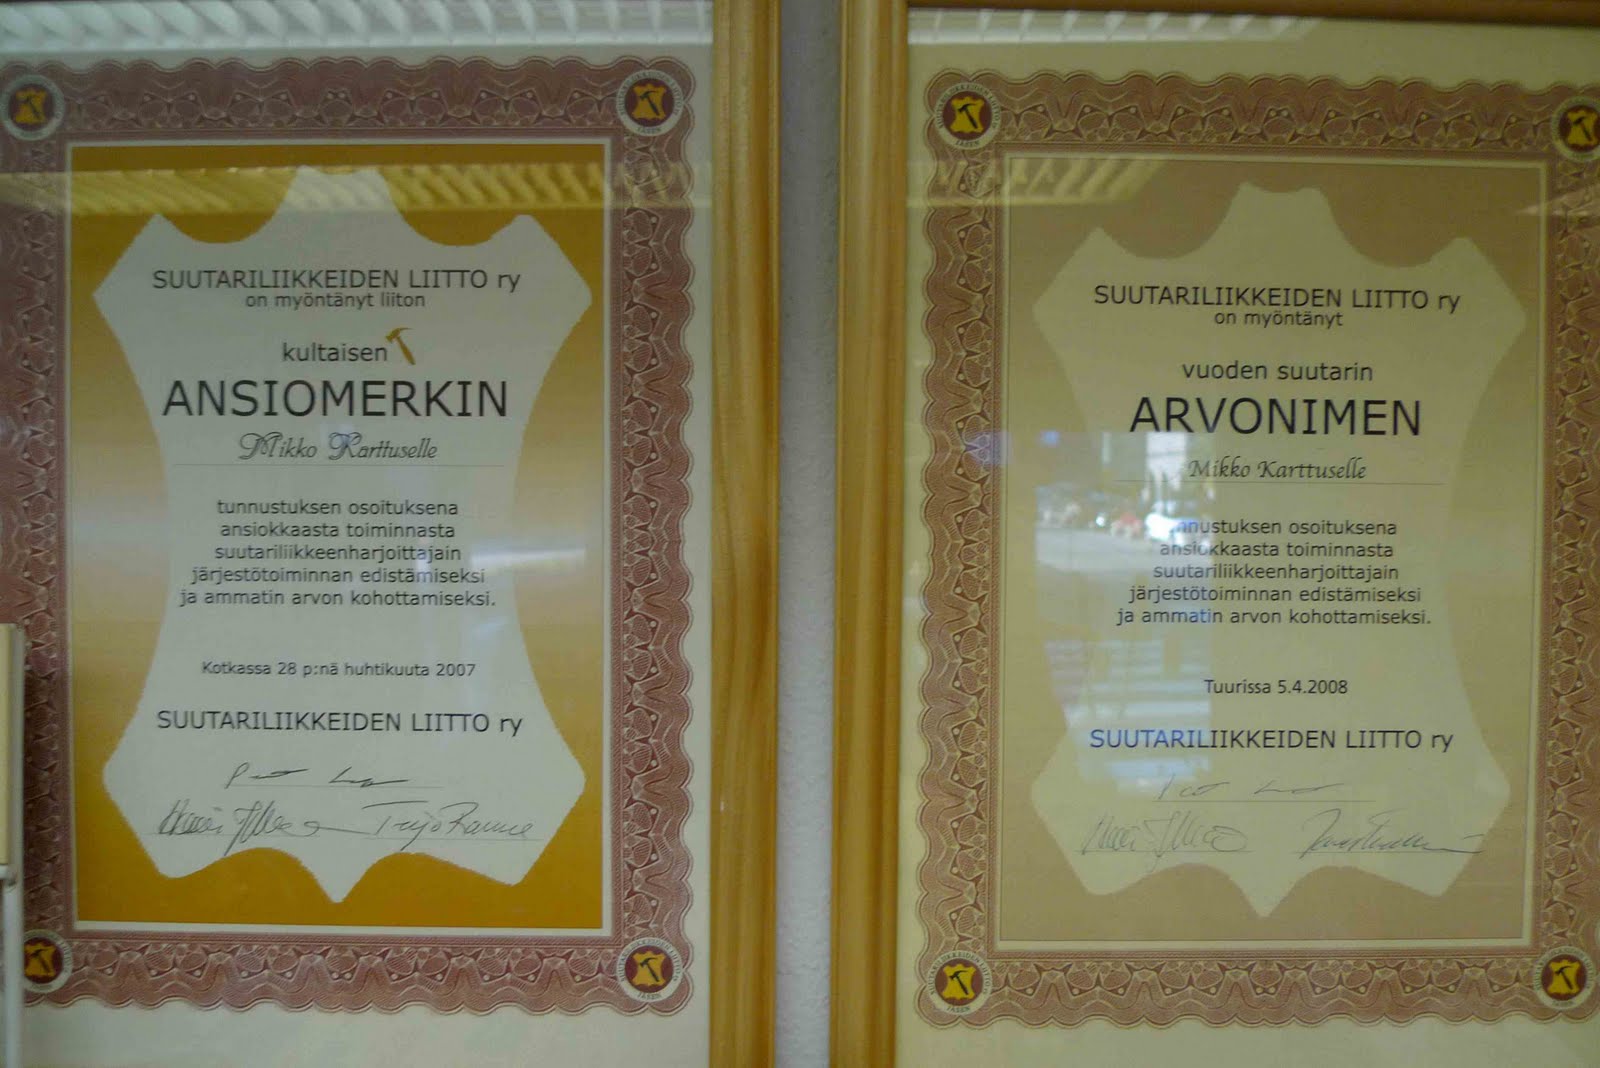 SUUTARILIIKKEIDEN LIITTO ry
on myöntänyt liiton
kultaisen
ANSIOMERKIN
Mikko Karttuselle
tunnustuksen osoituksena
ansiokkaasta toiminnasta
suutariliikkeenharjoittajain
järjestötoiminnan edistämiseksi
ja ammatin arvon kohottamiseksi.
Kotkassa 28 p:nä huhtikuuta 2007
SUUTARILIIKKEIDEN LIITTO ry
SUUTARILIIKKEIDEN LIITTO ry
on myöntänyt
vuoden suutarin
ARVONIMEN
Mikko Karttuselle
tunnustuksen osoituksena
ansiokkaasta toiminnasta
suutariliikkeenharjoittajain
järjestötoiminnan edistämiseksi
ja ammatin arvon kohottamiseksi.
Tuurissa 5.4.2008
SUUTARILIIKKEIDEN LIITTO ry